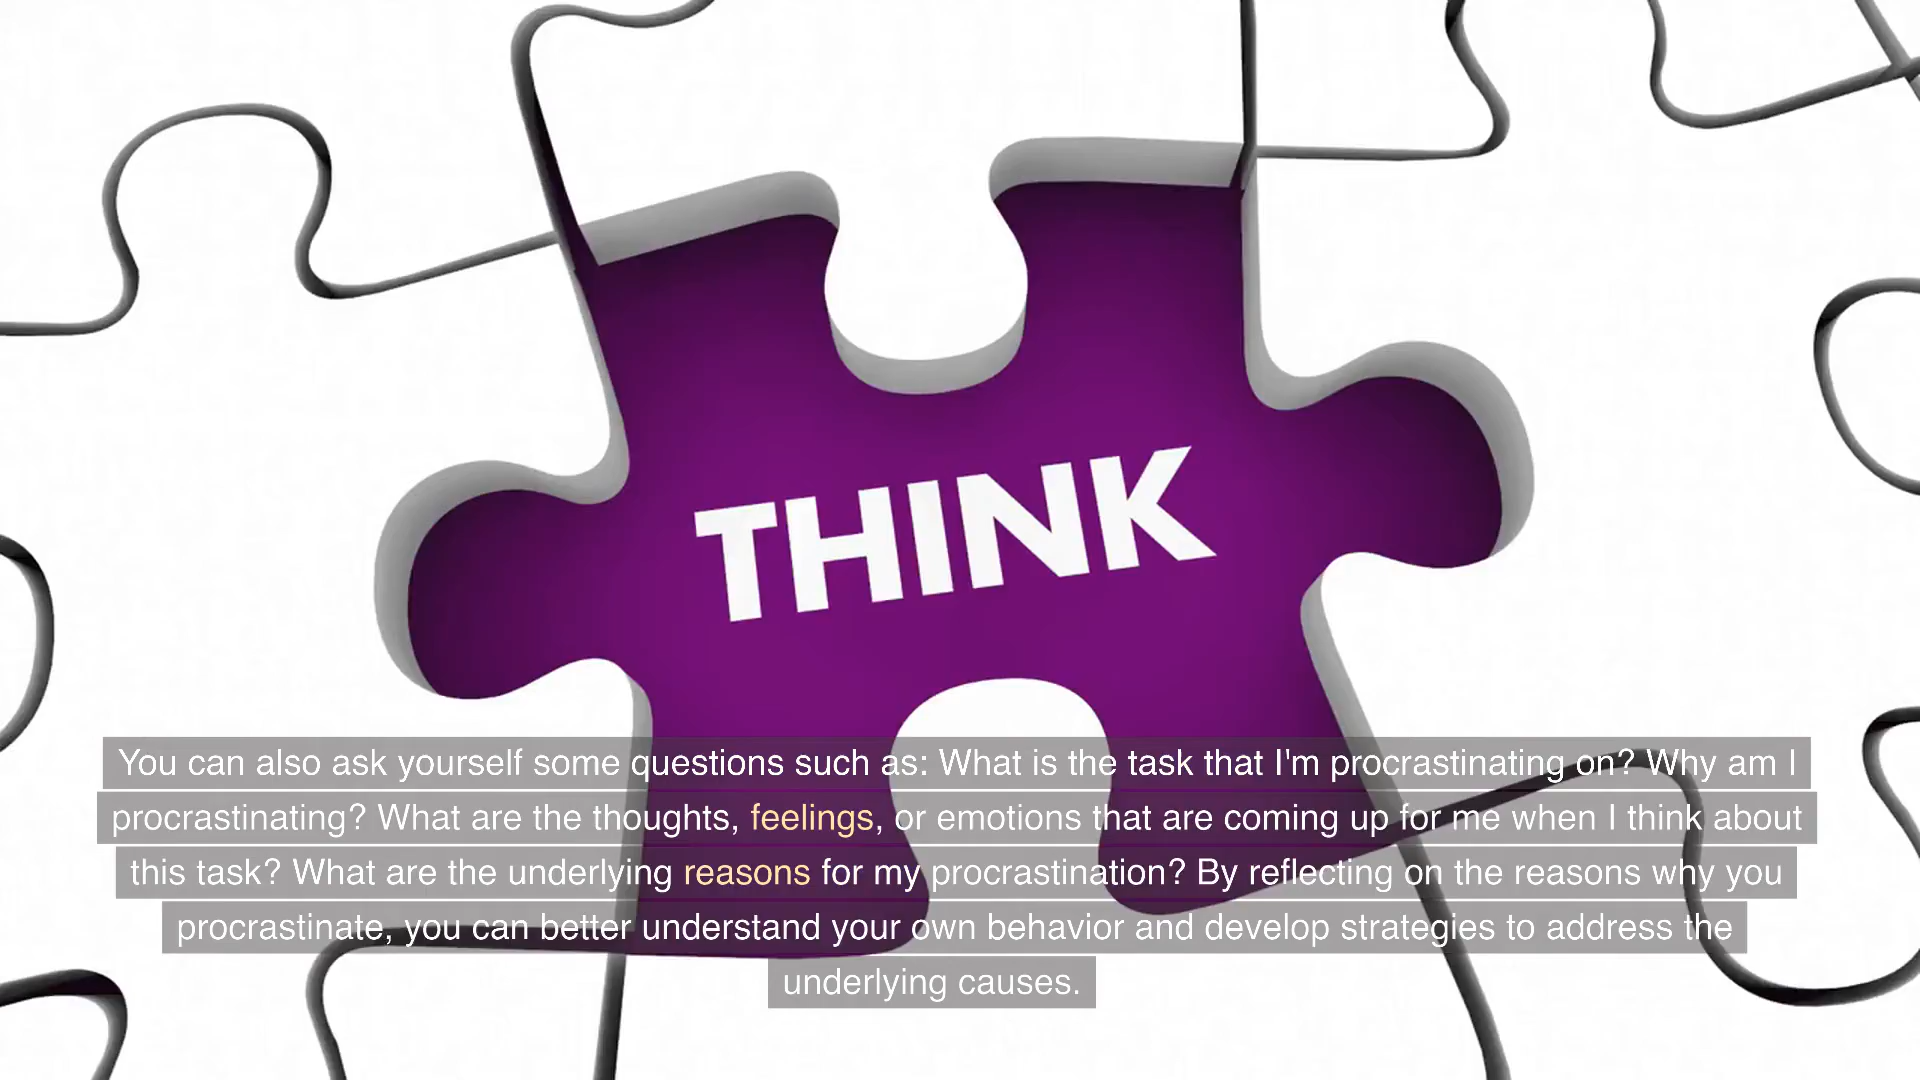 THINK
You can also ask yourself some questions such as: What is the task that I'm procrastinating on? Why am I
procrastinating? What are the thoughts, feelings, or emotions that are coming up for me when I think about
this task? What are the underlying reasons for my procrastination? By reflecting on the reasons why you
procrastinate, you can better understand your own behavior and develop strategies to address the
underlying causes.